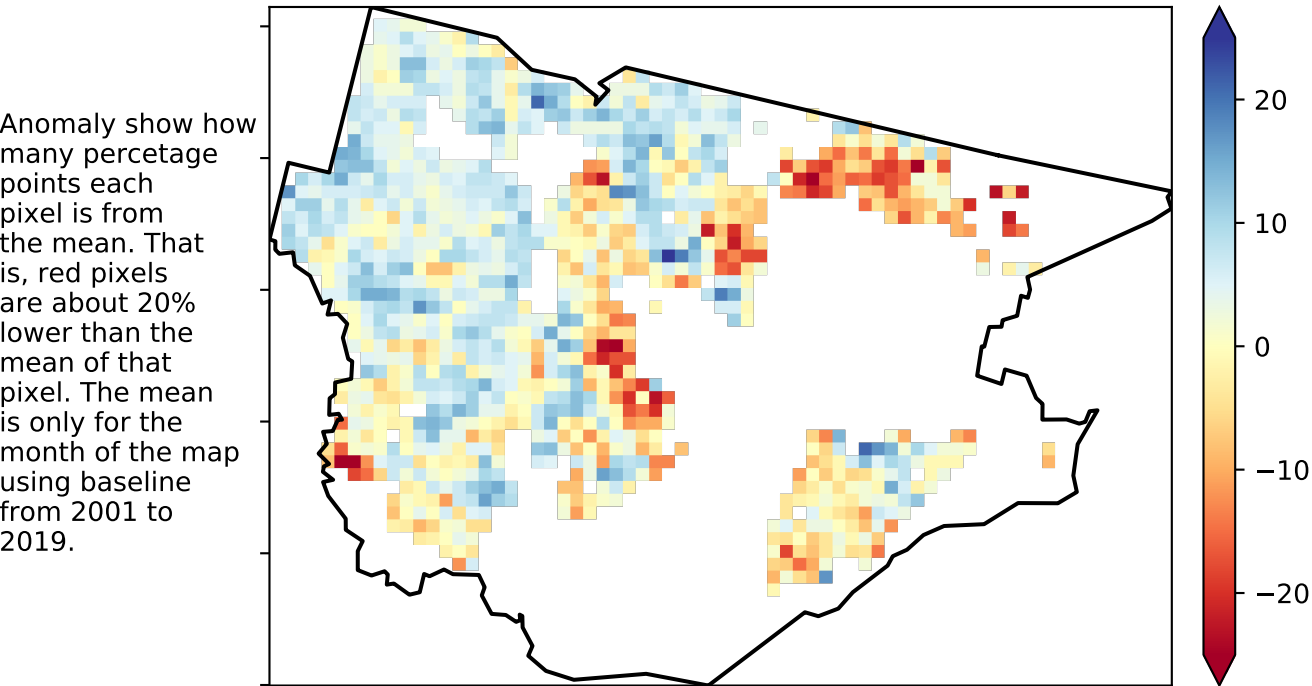 Anomaly show how
many percetage
points each
pixel is from
the mean. That
is, red pixels
are about 20%
lower than the
mean of that
pixel. The mean
is only for the
month of the map
using baseline
from 2001 to
2019.
20
10
0
−10
−20